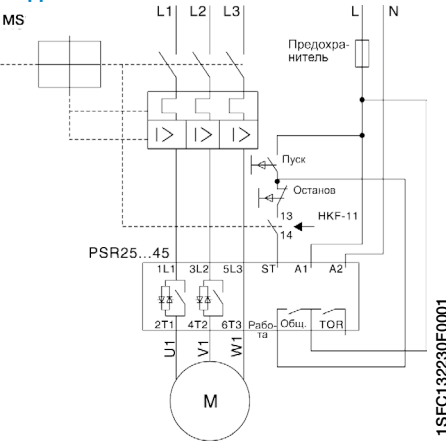 MS
L1 L2 L3 L N
Предохра-
нитель
I> I> I>
Пуск
Останов
13 HKF-11
14
PSR25...45
1L1 3L2 5L3 ST A1 A2
2T1 4T2 6T3 Рабо-
та Общ. TOR
U1 V1 W1
M
1SFC132230F0001